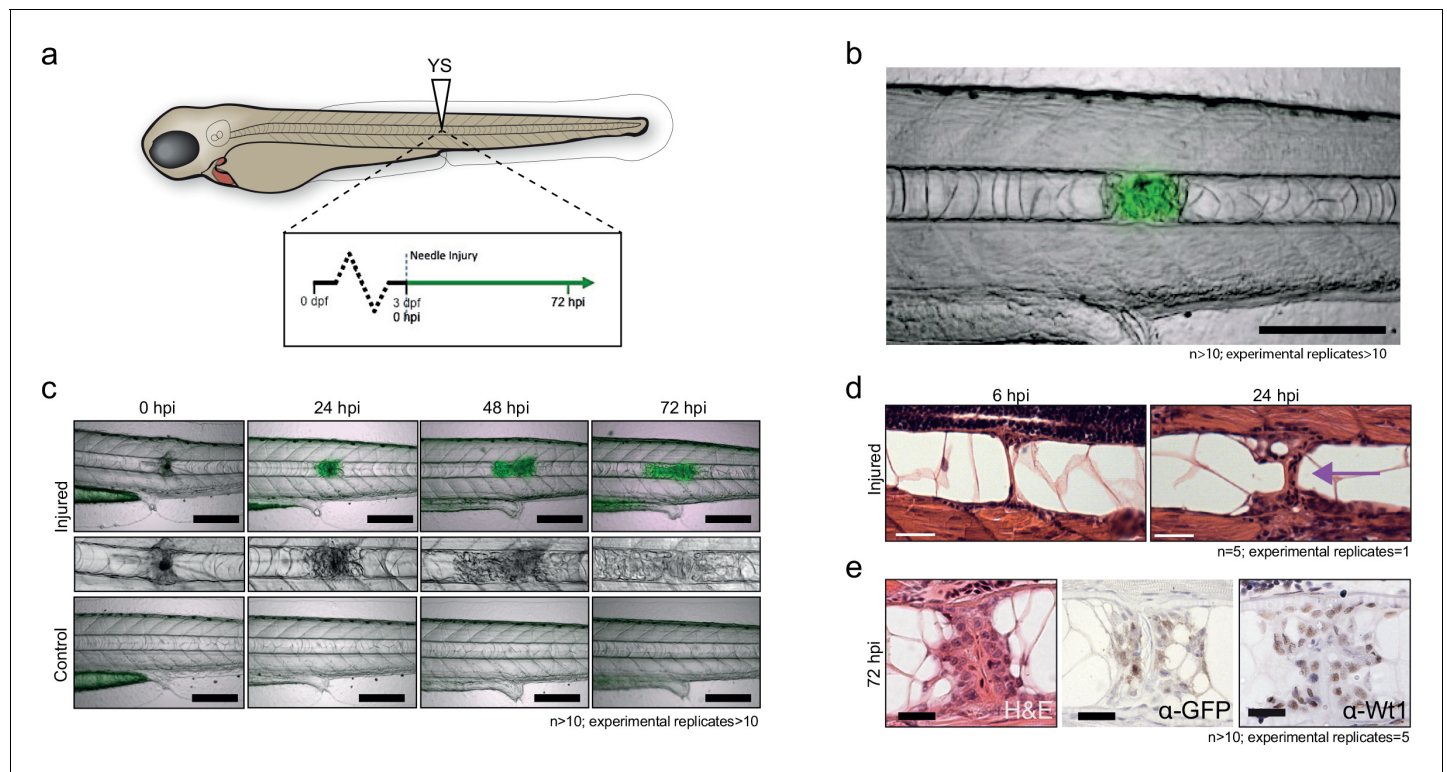 a
YS
Needle Injury
0 dpf
3 dpf
0 hpi
72 hpi
b
n>10; experimental replicates>10
c
0 hpi 24 hpi 48 hpi 72 hpi
Injured
Control
n>10; experimental replicates>10
d
6 hpi 24 hpi
Injured
n=5; experimental replicates=1
e
72 hpi
H&E α-GFP α-Wt1
n>10; experimental replicates=5